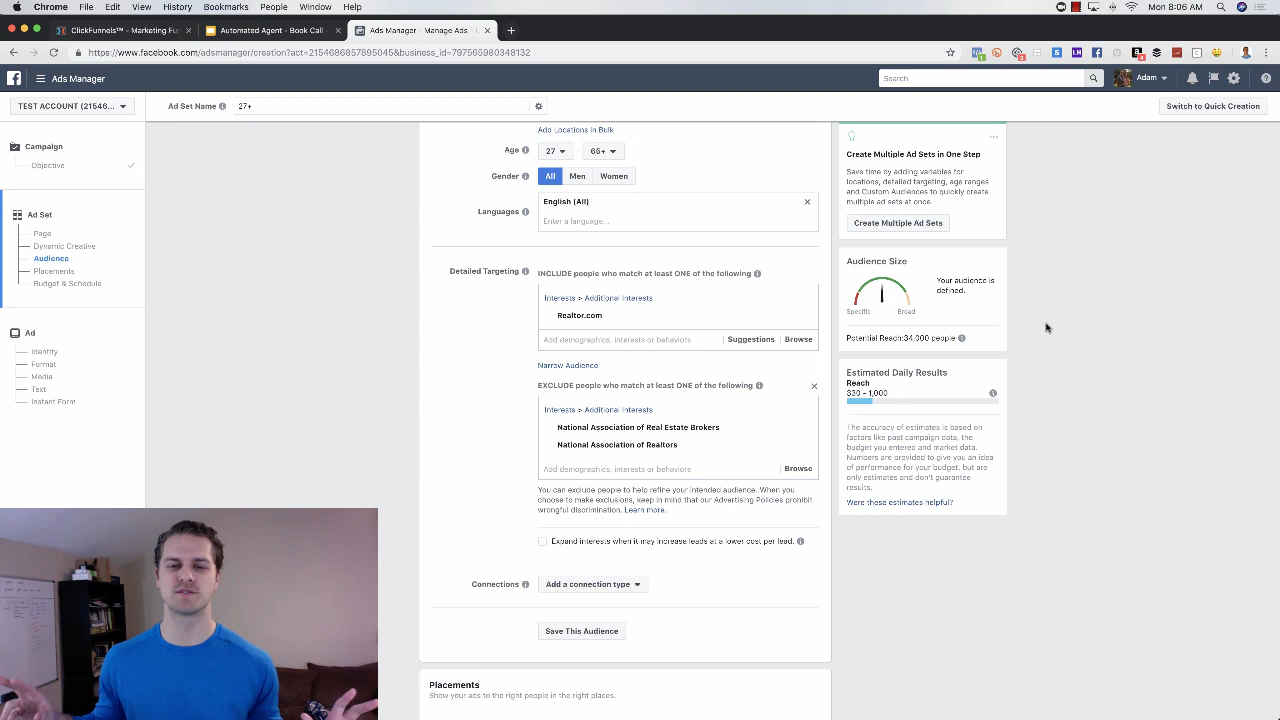 Chrome File Edit View History Bookmarks People Window Help
Mon 8:06 AM
ClickFunnels™ - Marketing Fun
Automated Agent - Book Call
Ads Manager - Manage Ads - C
https://www.facebook.com/adsmanager/creation?act=2154686857895045&business_id=797565980348132
Ads Manager
Search
Adam
TEST ACCOUNT (21546...
Ad Set Name
27+
Switch to Quick Creation
Campaign
Objective
Ad Set
Page
Dynamic Creative
Audience
Placements
Budget & Schedule
Ad
Identity
Format
Media
Text
Instant Form
Add Locations in Bulk
Age 27 - 65+
Gender All Men Women
Languages
English (All)
Enter a language...
Detailed Targeting
INCLUDE people who match at least ONE of the following
Interests > Additional Interests
Realtor.com
Add demographics, interests or behaviors Suggestions Browse
Narrow Audience
EXCLUDE people who match at least ONE of the following
Interests > Additional Interests
National Association of Real Estate Brokers
National Association of Realtors
Add demographics, interests or behaviors Browse
You can exclude people to help refine your intended audience. When you
choose to make exclusions, keep in mind that our Advertising Policies prohibit
wrongful discrimination. Learn more.
Expand interests when it may increase leads at a lower cost per lead.
Connections Add a connection type
Save This Audience
Placements
Show your ads to the right people in the right places.
Create Multiple Ad Sets in One Step
Save time by adding variables for
locations, detailed targeting, age ranges
and Custom Audiences to quickly create
multiple ad sets at once.
Create Multiple Ad Sets
Audience Size
Your audience is
defined.
Specific Broad
Potential Reach:34,000 people
Estimated Daily Results
Reach
330 - 1,000
The accuracy of estimates is based on
factors like past campaign data, the
budget you entered and market data.
Numbers are provided to give you an idea
of performance for your budget, but are
only estimates and don't guarantee
results.
Were these estimates helpful?